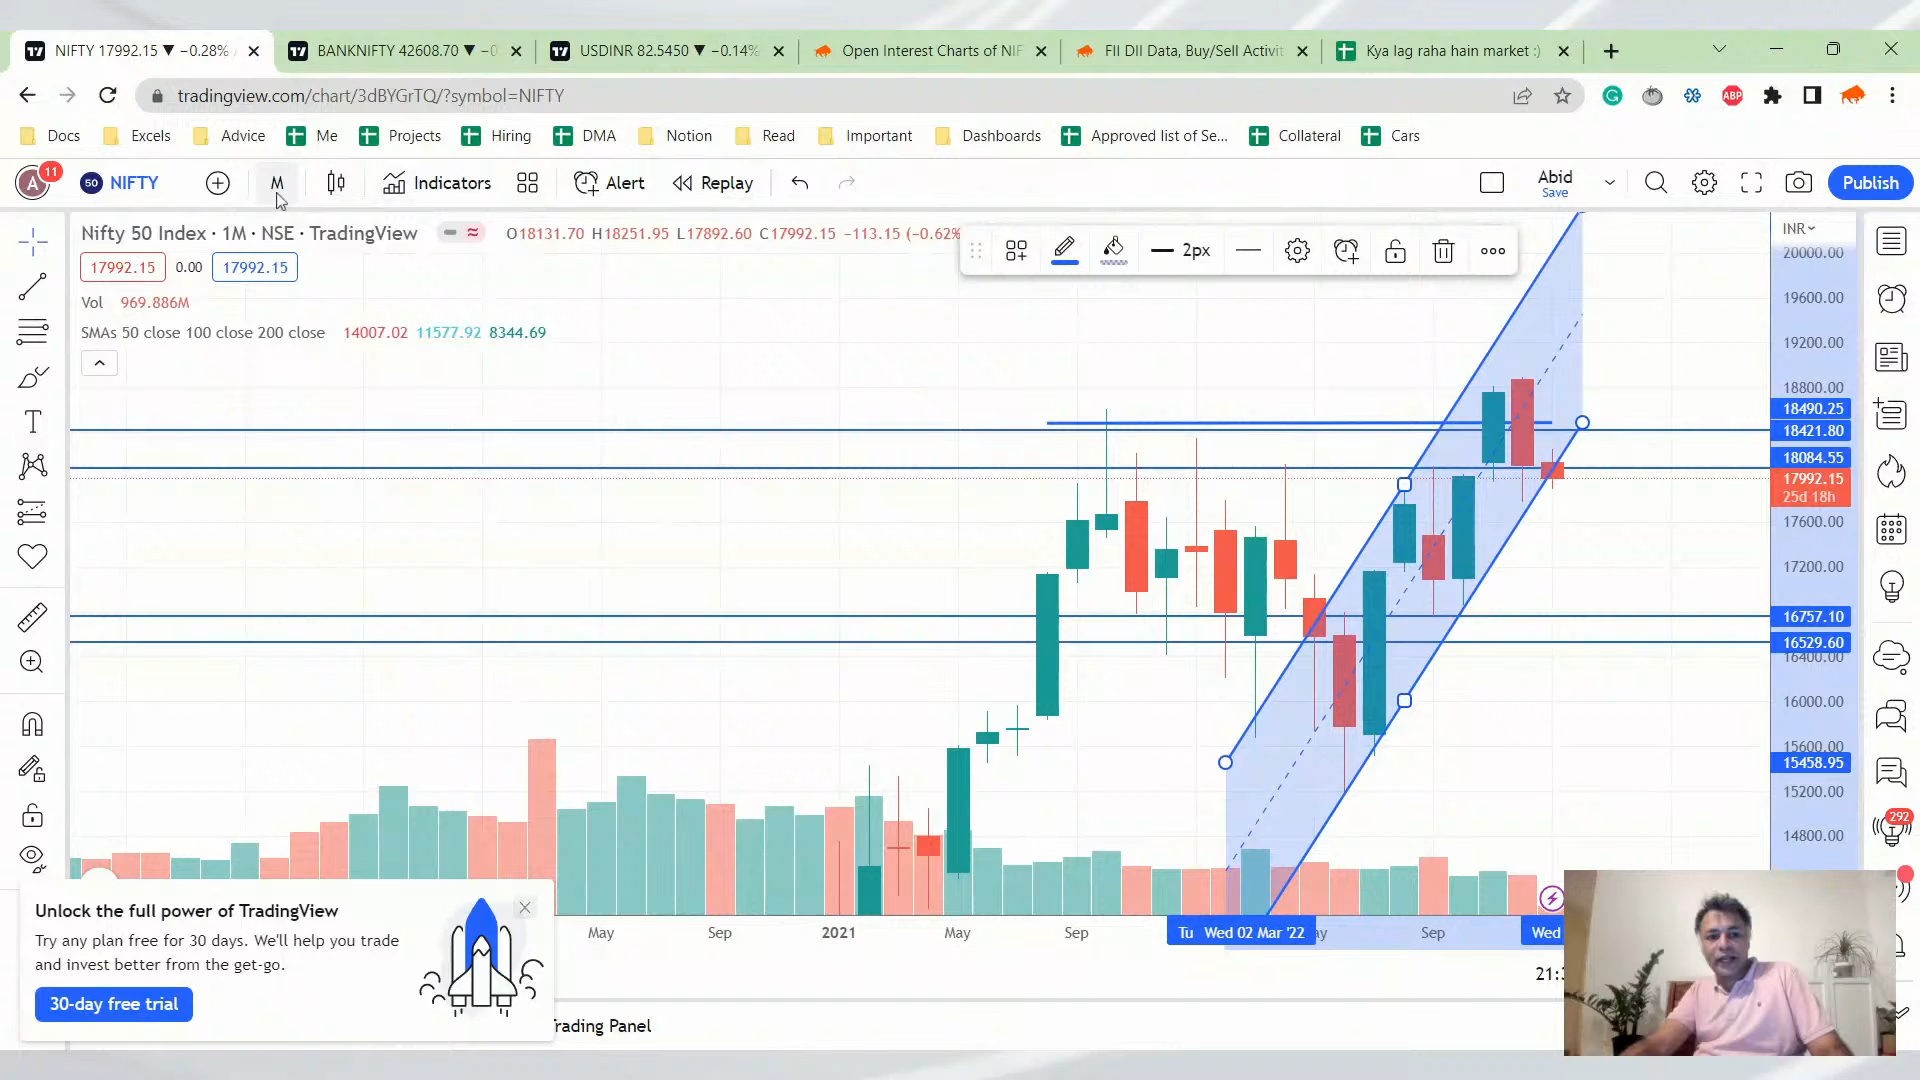 NIFTY 17992.15 ▼ −0.28%
BANKNIFTY 42608.70 ▼ −0
USDINR 82.5450 ▼ −0.14%
Open Interest Charts of NIF
FII DII Data, Buy/Sell Activit
Kya lag raha hain market :)
tradingview.com/chart/3dBYGrTQ/?symbol=NIFTY
ABP
Docs
Excels
Advice
Me
Projects
Hiring
DMA
Notion
Read
Important
Dashboards
Approved list of Se...
Collateral
Cars
A
11
50
NIFTY
M
Indicators
Alert
Replay
Abid
Save
Publish
Nifty 50 Index · 1M · NSE · TradingView
O18131.70 H18251.95 L17892.60 C17992.15 −113.15 (−0.62%
2px
INR
17992.15
0.00
17992.15
Vol 969.886M
SMAs 50 close 100 close 200 close 14007.02 11577.92 8344.69
20000.00
19600.00
19200.00
18800.00
18490.25
18421.80
18084.55
17992.15
25d 18h
17600.00
17200.00
16757.10
16529.60
16400.00
16000.00
15600.00
15458.95
15200.00
14800.00
292
May
Sep
2021
May
Sep
Tu
Wed 02 Mar '22
ay
Sep
Wed
21:3
Unlock the full power of TradingView
Try any plan free for 30 days. We'll help you trade
and invest better from the get-go.
30-day free trial
Trading Panel